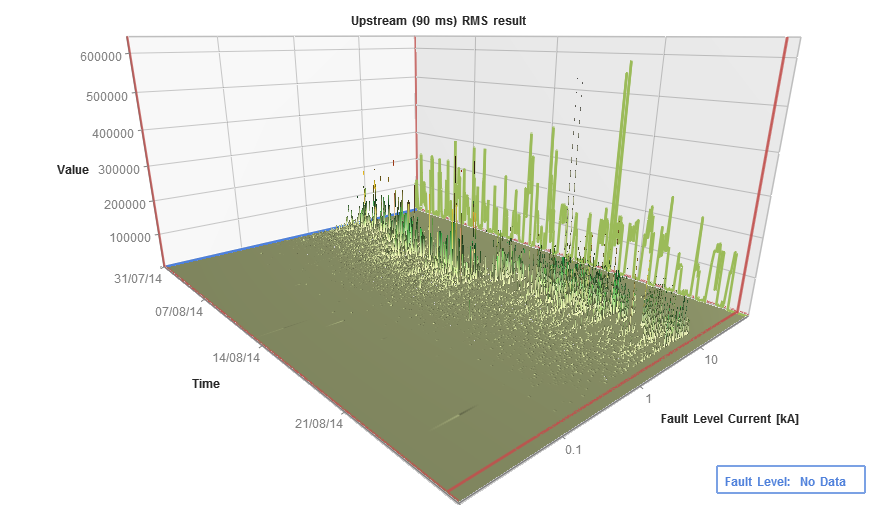 Upstream (90 ms) RMS result
600000
500000
400000
Value
300000
200000
100000
31/07/14
07/08/14
14/08/14
Time
21/08/14
10
1
Fault Level Current [kA]
0.1
Fault Level: No Data